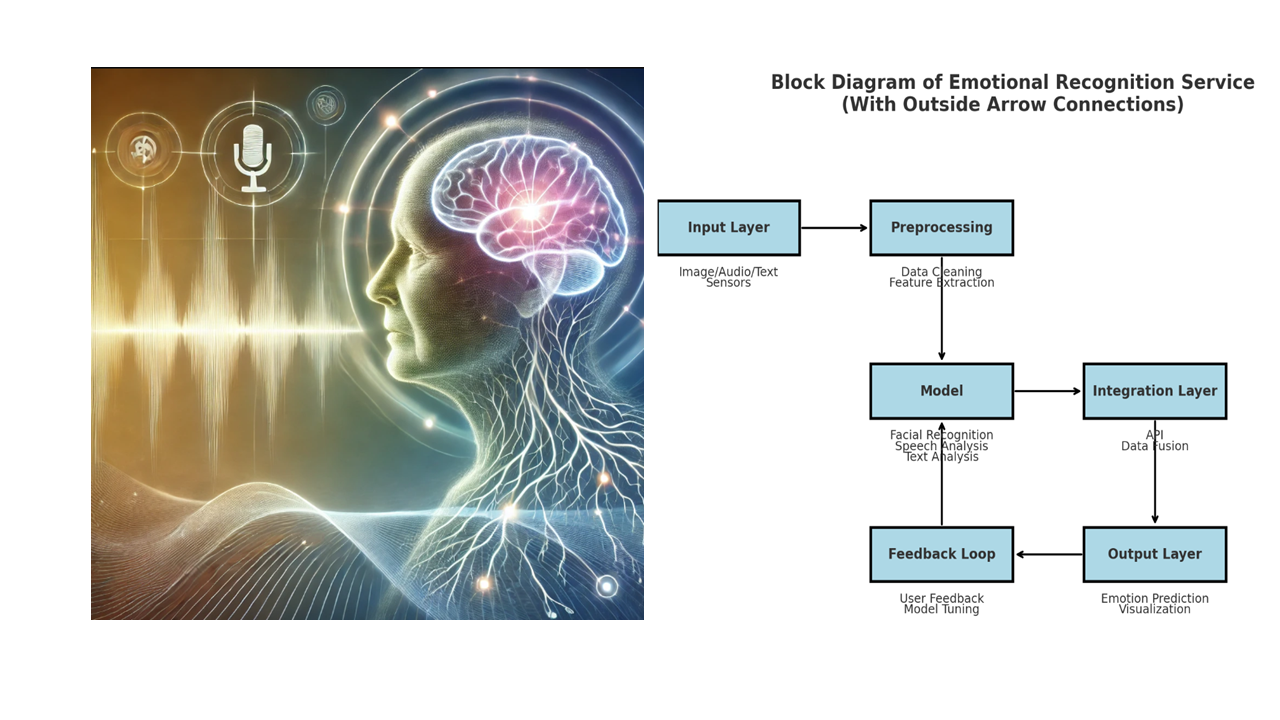 Block Diagram of Emotional Recognition Service
(With Outside Arrow Connections)
Input Layer
Image/Audio/Text
Sensors
Preprocessing
Data Cleaning
Feature Extraction
Model
Facial Recognition
Speech Analysis
Text Analysis
Integration Layer
API
Data Fusion
Feedback Loop
User Feedback
Model Tuning
Output Layer
Emotion Prediction
Visualization